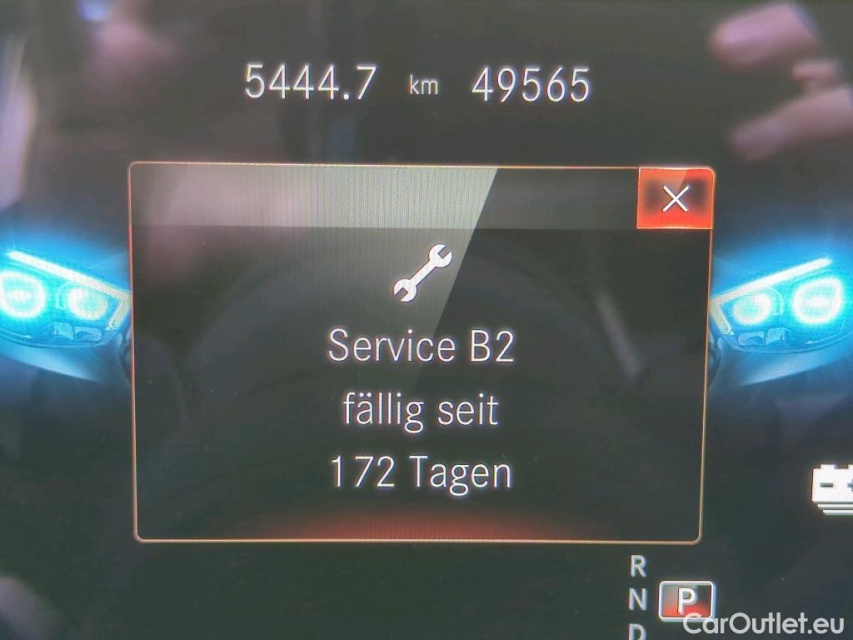 5444.7 km 49565
Service B2
fällig seit
172 Tagen
R
N P
D
CarOutlet.eu